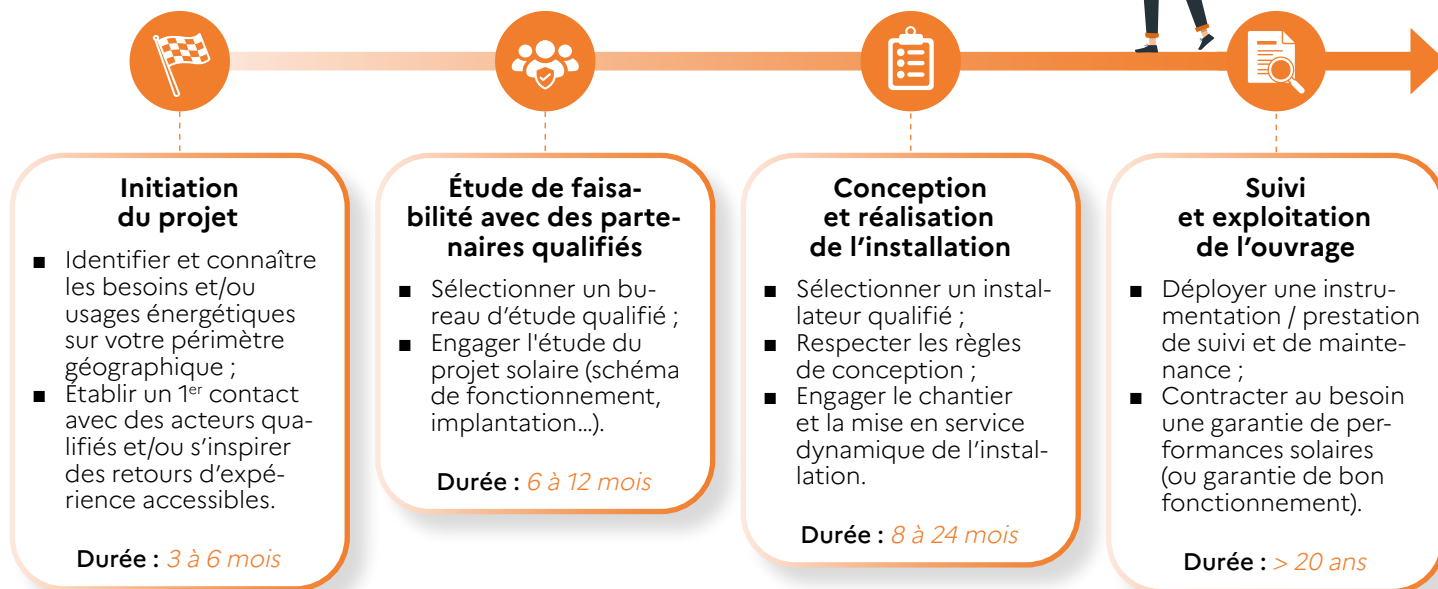 Initiation
du projet
■ Identifier et connaître
les besoins et/ou
usages énergétiques
sur votre périmètre
géographique ;
■ Établir un 1er contact
avec des acteurs qua-
lifiés et/ou s’inspirer
des retours d’expé-
rience accessibles.
Durée : 3 à 6 mois
Étude de faisa-
bilité avec des parte-
naires qualifiés
■ Sélectionner un bu-
reau d’étude qualifié ;
■ Engager l'étude du
projet solaire (schéma
de fonctionnement,
implantation...).
Durée : 6 à 12 mois
Conception
et réalisation
de l’installation
■ Sélectionner un instal-
lateur qualifié ;
■ Respecter les règles
de conception ;
■ Engager le chantier
et la mise en service
dynamique de l’instal-
lation.
Durée : 8 à 24 mois
Suivi
et exploitation
de l’ouvrage
■ Déployer une instru-
mentation / prestation
de suivi et de mainte-
nance ;
■ Contracter au besoin
une garantie de per-
formances solaires
(ou garantie de bon
fonctionnement).
Durée : > 20 ans